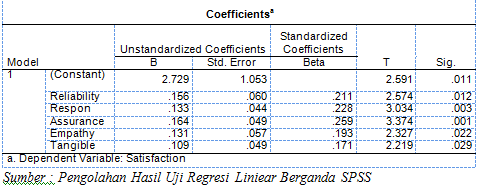 Coefficientsᵃ
Model Unstandardized Coefficients Standardized Coefficients T Sig.
B Std. Error Beta
1 (Constant) 2.729 1.053 2.591 .011
Reliability .156 .060 .211 2.574 .012
Respon .133 .044 .228 3.034 .003
Assurance .164 .049 .259 3.374 .001
Empathy .131 .057 .193 2.327 .022
Tangible .109 .049 .171 2.219 .029
a. Dependent Variable: Satisfaction
Sumber : Pengolahan Hasil Uji Regresi Liniear Berganda SPSS